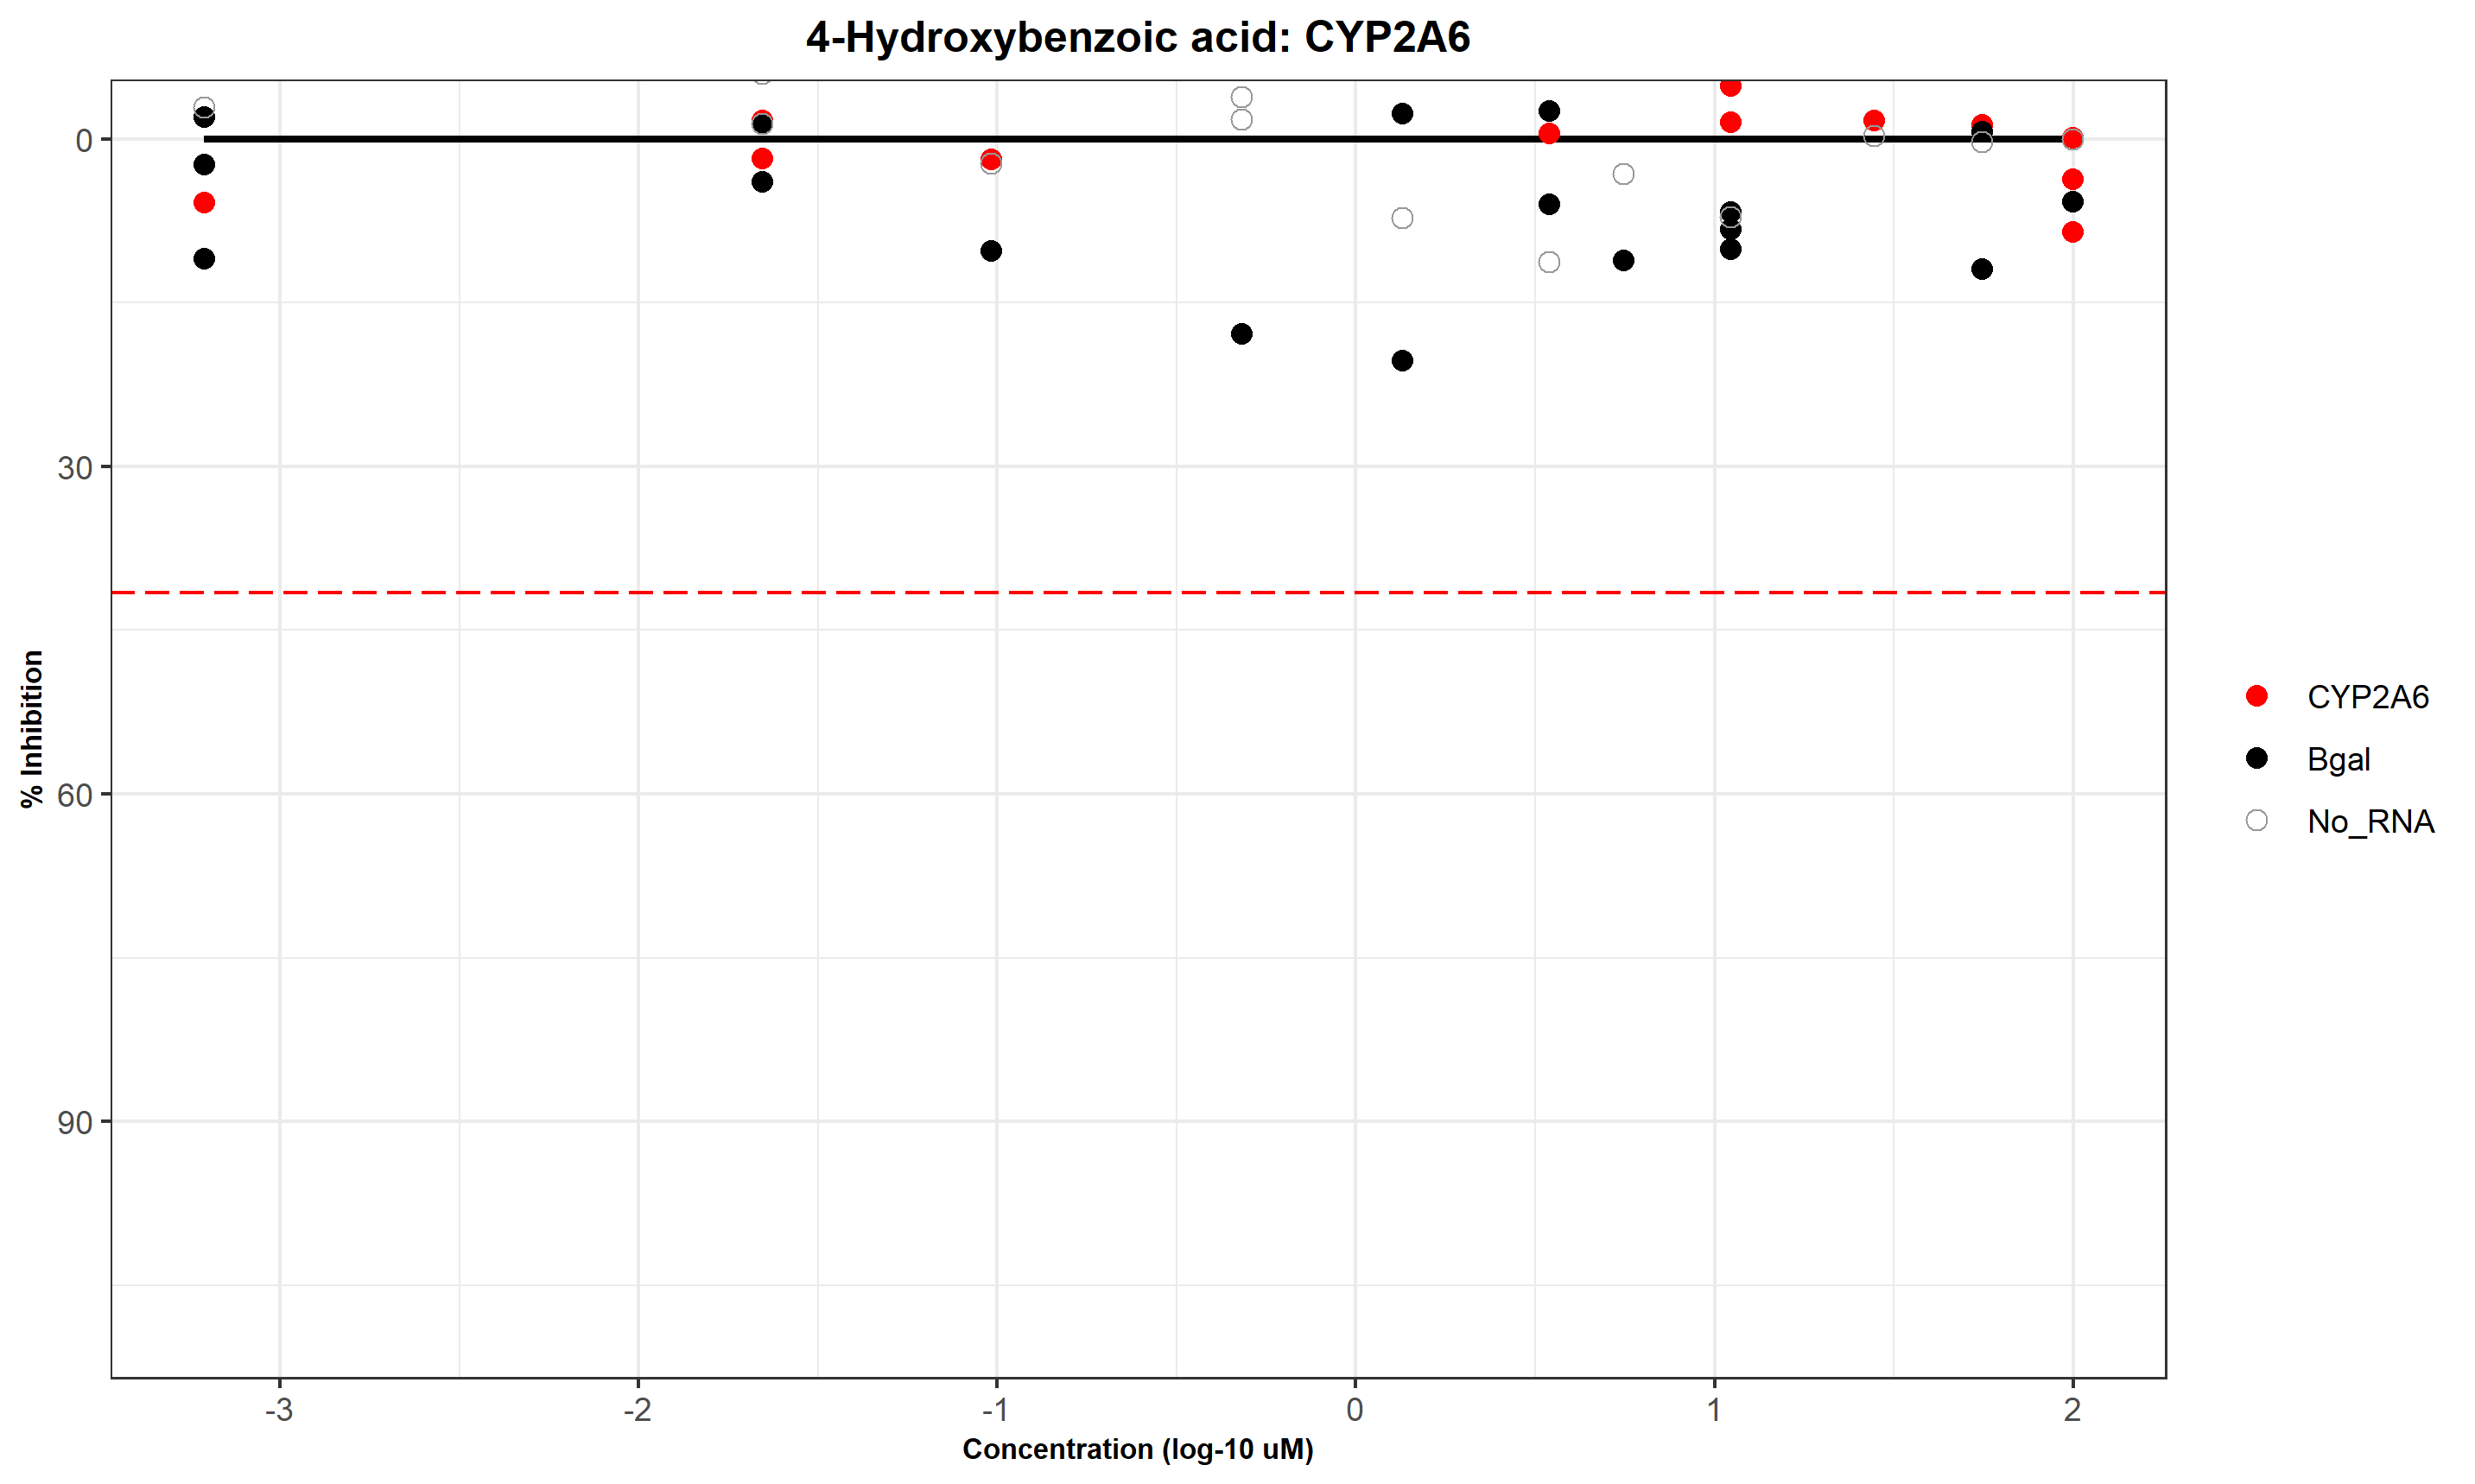 4-Hydroxybenzoic acid: CYP2A6
% Inhibition
0
30
60
90
-3
-2
-1
0
1
2
Concentration (log-10 uM)
CYP2A6
Bgal
No_RNA